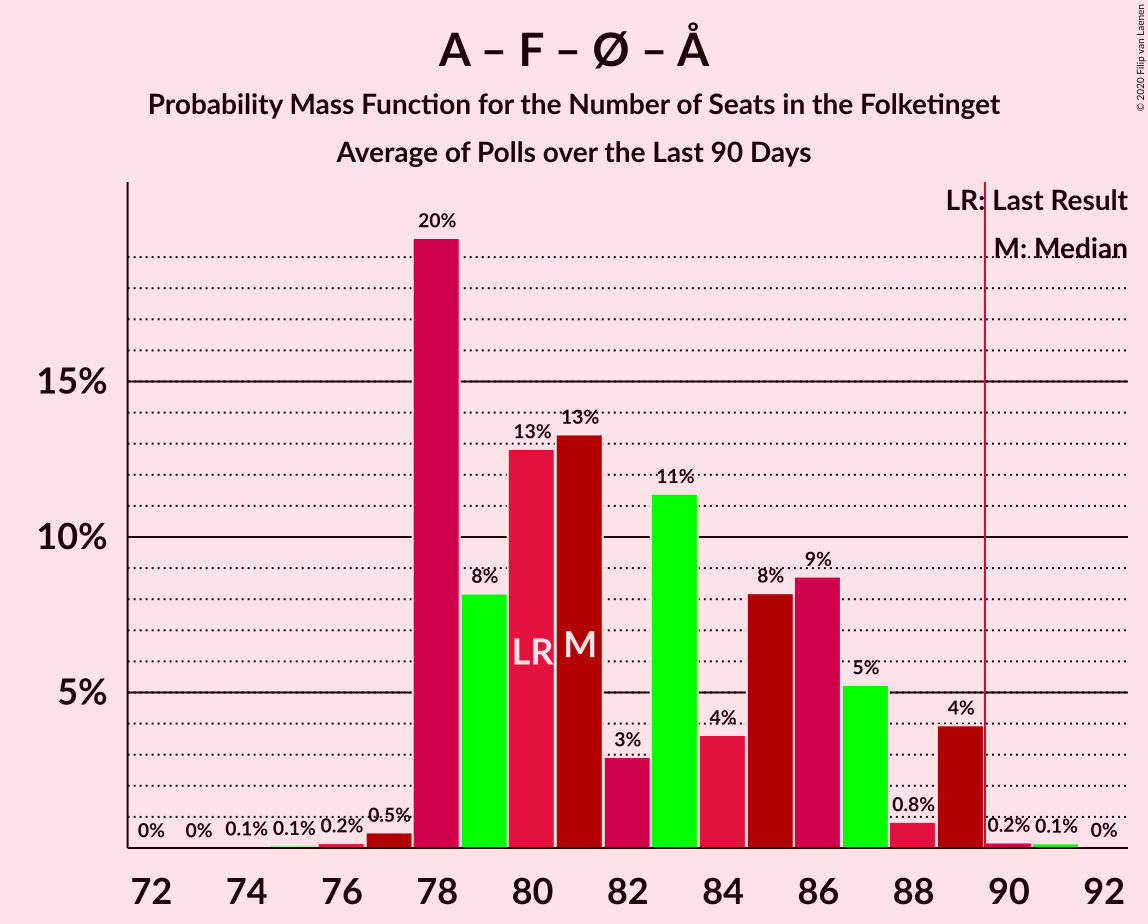 A – F – Ø – Å
Probability Mass Function for the Number of Seats in the Folketinget
Average of Polls over the Last 90 Days
© 2020 Filip van Laenen
LR: Last Result
M: Median
15%
10%
5%
0%
0%
0.1%
0.1%
0.2%
0.5%
20%
8%
13%
13%
3%
11%
4%
8%
9%
5%
0.8%
4%
0.2%
0.1%
0%
LR
M
72 74 76 78 80 82 84 86 88 90 92